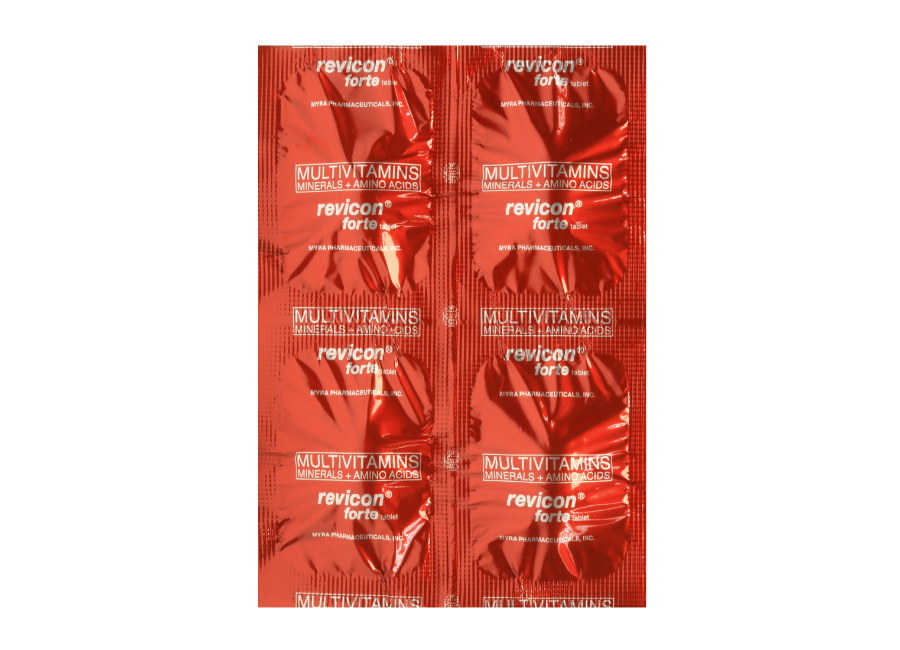 revicon®
forte tablet
MYRA PHARMACEUTICALS, INC.
MULTIVITAMINS
MINERALS + AMINO ACIDS
revicon®
forte tablet
MYRA PHARMACEUTICALS, INC.
MULTIVITAMINS
MINERALS + AMINO ACIDS
revicon®
forte tablet
MYRA PHARMACEUTICALS, INC.
MULTIVITAMINS
MINERALS + AMINO ACIDS
revicon®
forte tablet
MYRA PHARMACEUTICALS, INC.
MULTIVITAMINS
revicon®
forte tablet
MYRA PHARMACEUTICALS, INC.
MULTIVITAMINS
MINERALS + AMINO ACIDS
revicon®
forte tablet
MYRA PHARMACEUTICALS, INC.
MULTIVITAMINS
MINERALS + AMINO ACIDS
revicon®
forte tablet
MYRA PHARMACEUTICALS, INC.
MULTIVITAMINS
MINERALS + AMINO ACIDS
revicon®
forte tablet
MYRA PHARMACEUTICALS, INC.
MULTIVITAMINS